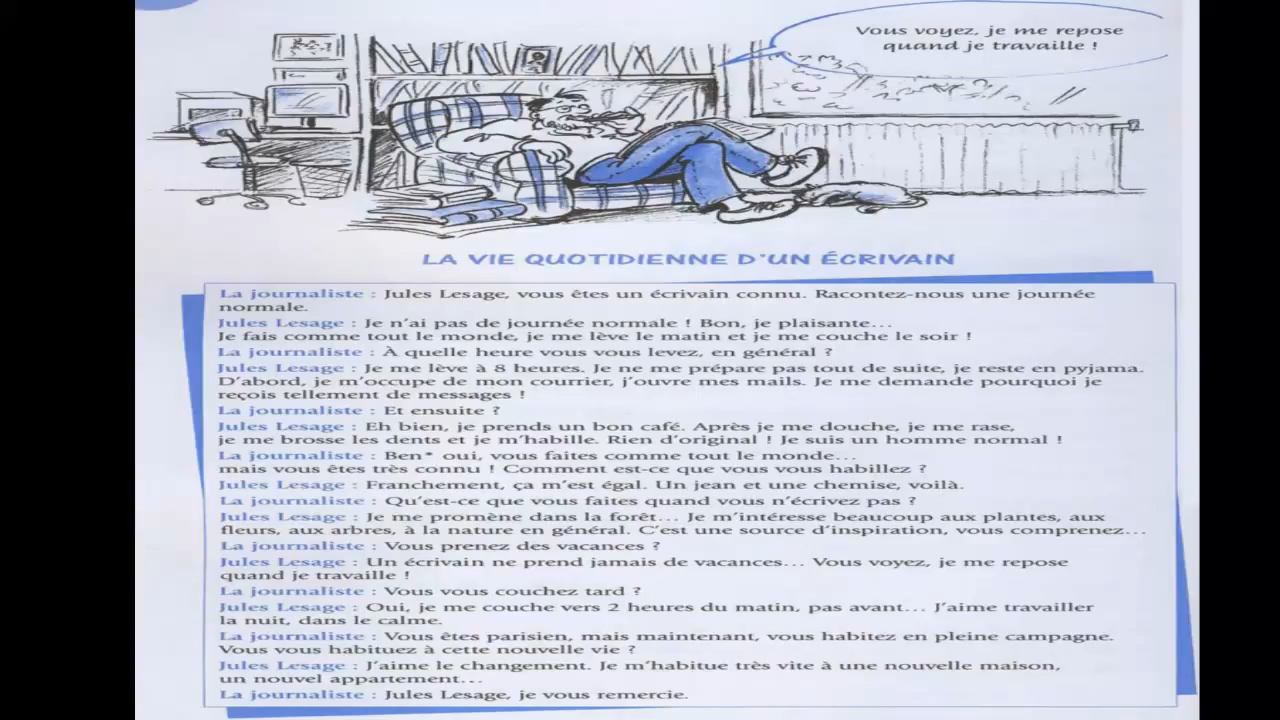 Vous voyez, je me repose
quand je travaille !
LA VIE QUOTIDIENNE D'UN ÉCRIVAIN
La journaliste : Jules Lesage, vous êtes un écrivain connu. Racontez-nous une journée
normale.
Jules Lesage : Je n'ai pas de journée normale ! Bon, je plaisante...
Je fais comme tout le monde, je me lève le matin et je me couche le soir !
La journaliste : À quelle heure vous vous levez, en général ?
Jules Lesage : Je me lève à 8 heures. Je ne me prépare pas tout de suite, je reste en pyjama.
D'abord, je m'occupe de mon courrier, j'ouvre mes mails. Je me demande pourquoi je
reçois tellement de messages !
La journaliste : Et ensuite ?
Jules Lesage : Eh bien, je prends un bon café. Après je me douche, je me rase,
je me brosse les dents et je m'habille. Rien d'original ! Je suis un homme normal !
La journaliste : Ben* oui, vous faites comme tout le monde...
mais vous êtes très connu ! Comment est-ce que vous vous habillez ?
Jules Lesage : Franchement, ça m'est égal. Un jean et une chemise, voilà.
La journaliste : Qu'est-ce que vous faites quand vous n'écrivez pas ?
Jules Lesage : Je me promène dans la forêt... Je m'intéresse beaucoup aux plantes, aux
fleurs, aux arbres, à la nature en général. C'est une source d'inspiration, vous comprenez...
La journaliste : Vous prenez des vacances ?
Jules Lesage : Un écrivain ne prend jamais de vacances... Vous voyez, je me repose
quand je travaille !
La journaliste : Vous vous couchez tard ?
Jules Lesage : Oui, je me couche vers 2 heures du matin, pas avant... J'aime travailler
la nuit, dans le calme.
La journaliste : Vous êtes parisien, mais maintenant, vous habitez en pleine campagne.
Vous vous habituez à cette nouvelle vie ?
Jules Lesage : J'aime le changement. Je m'habitue très vite à une nouvelle maison,
un nouvel appartement...
La journaliste : Jules Lesage, je vous remercie.